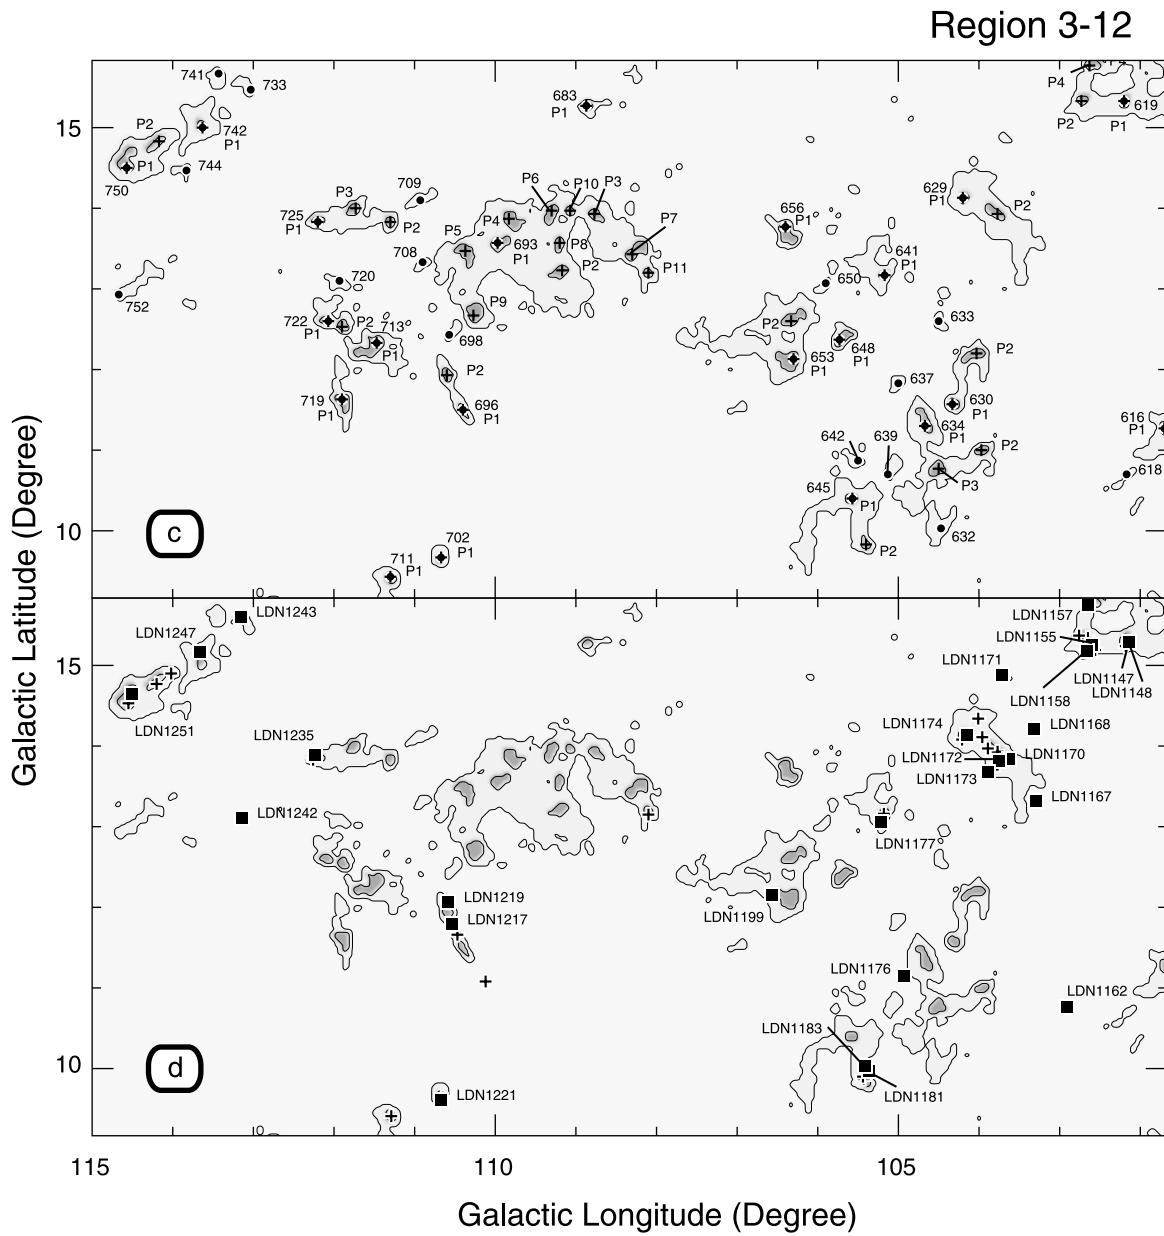 Region 3-12
741
733
P4
P4
683
P1
619
P2
P1
15
P2
742
P1
P1
744
750
P6
P10
P3
709
P3
725
P1
P2
P4
P7
629
P1
P2
656
P1
P5
693
P1
P8
708
641
P1
P2
P11
720
650
752
P9
722
P1
P2
713
P1
P2
633
698
653
P1
648
P1
P2
P2
637
719
P1
696
P1
630
P1
616
P1
634
P1
642
639
P2
618
P3
645
P1
10
c
P2
632
702
P1
711
P1
LDN1243
LDN1157
LDN1247
LDN1155
15
LDN1171
LDN1147
LDN1148
LDN1158
LDN1251
LDN1235
LDN1174
LDN1168
LDN1172
LDN1170
LDN1173
LDN1167
LDN1242
LDN1177
LDN1219
LDN1217
LDN1199
LDN1176
LDN1162
LDN1183
10
d
LDN1221
LDN1181
115
110
105
Galactic Longitude (Degree)
Galactic Latitude (Degree)